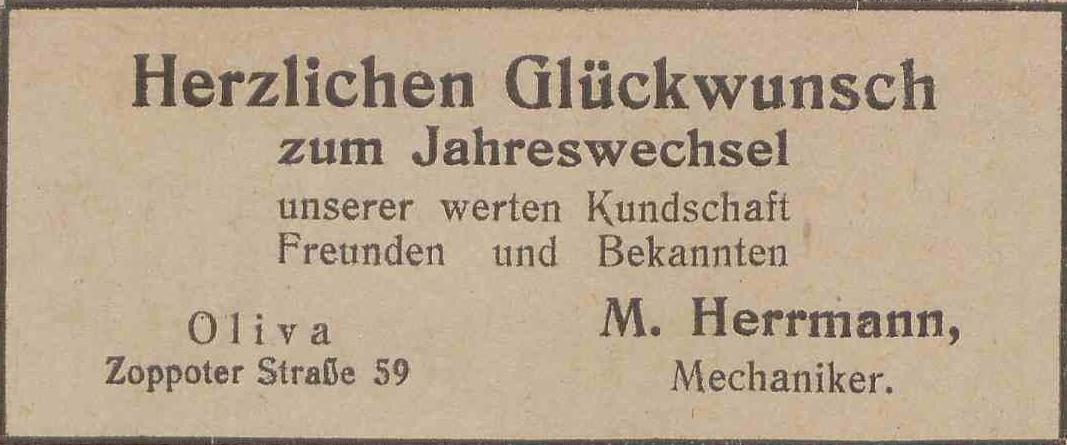 Herzlichen Glückwunsch
zum Jahreswechsel
unserer werten Kundschaft
Freunden und Bekannten
Oliva
Zoppoter Straße 59
M. Herrmann,
Mechaniker.